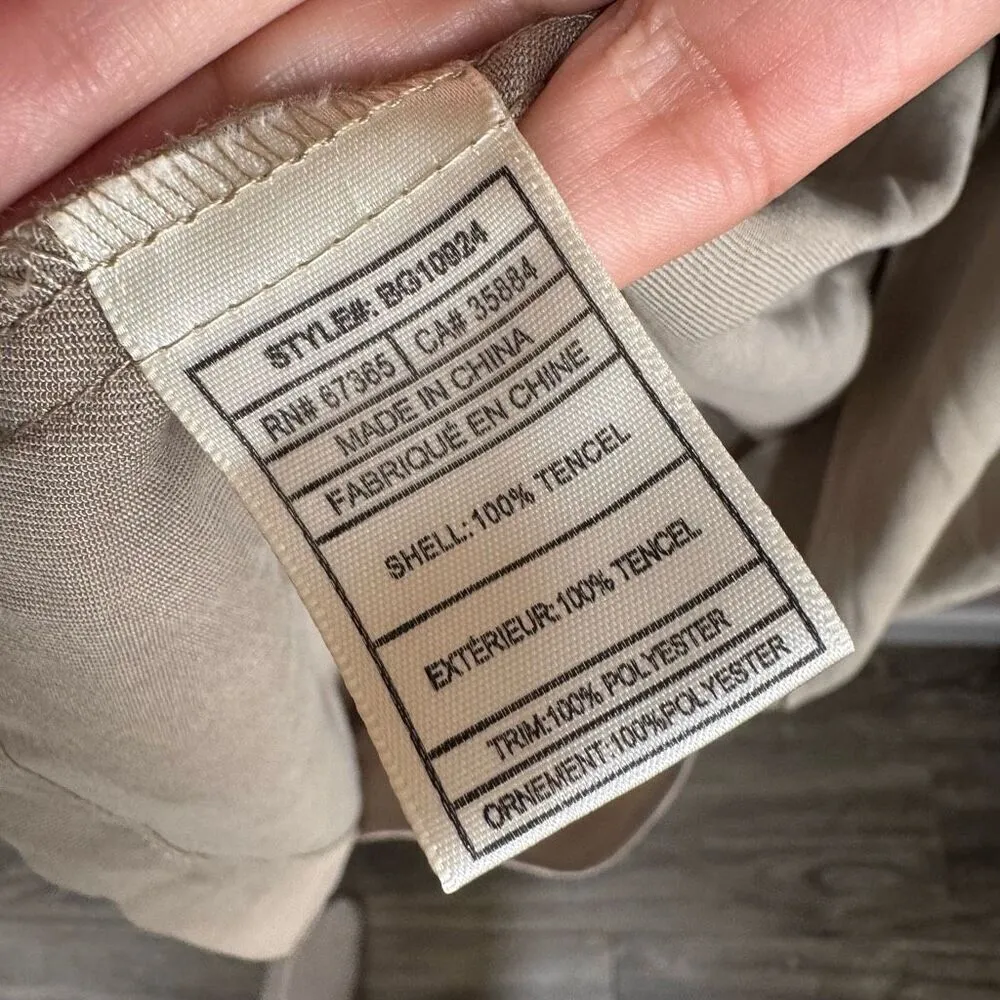 STYLE#: BG10924
RN# 67365 CA# 35884
MADE IN CHINA
FABRIQUÉ EN CHINE
SHELL:100% TENCEL
EXTÉRIEUR:100% TENCEL
TRIM:100% POLYESTER
ORNEMENT:100%POLYESTER